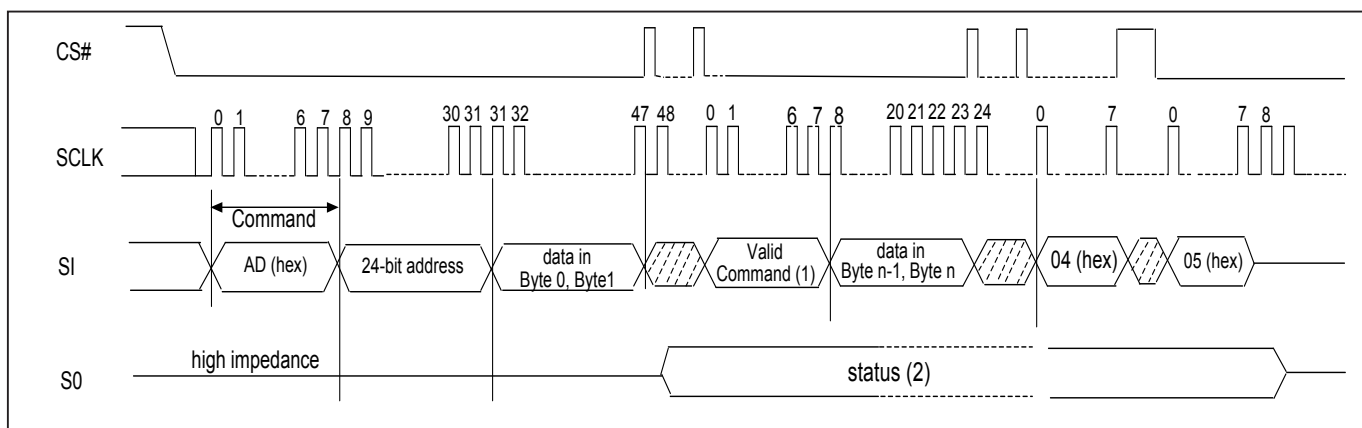 CS#
SCLK
0 1 6 7 8 9 30 31 31 32 47 48 0 1 6 7 8 20 21 22 23 24 0 7 0 7 8
Command
SI
AD (hex)
24-bit address
data in
Byte 0, Byte1
Valid
Command (1)
data in
Byte n-1, Byte n
04 (hex)
05 (hex)
S0
high impedance
status (2)